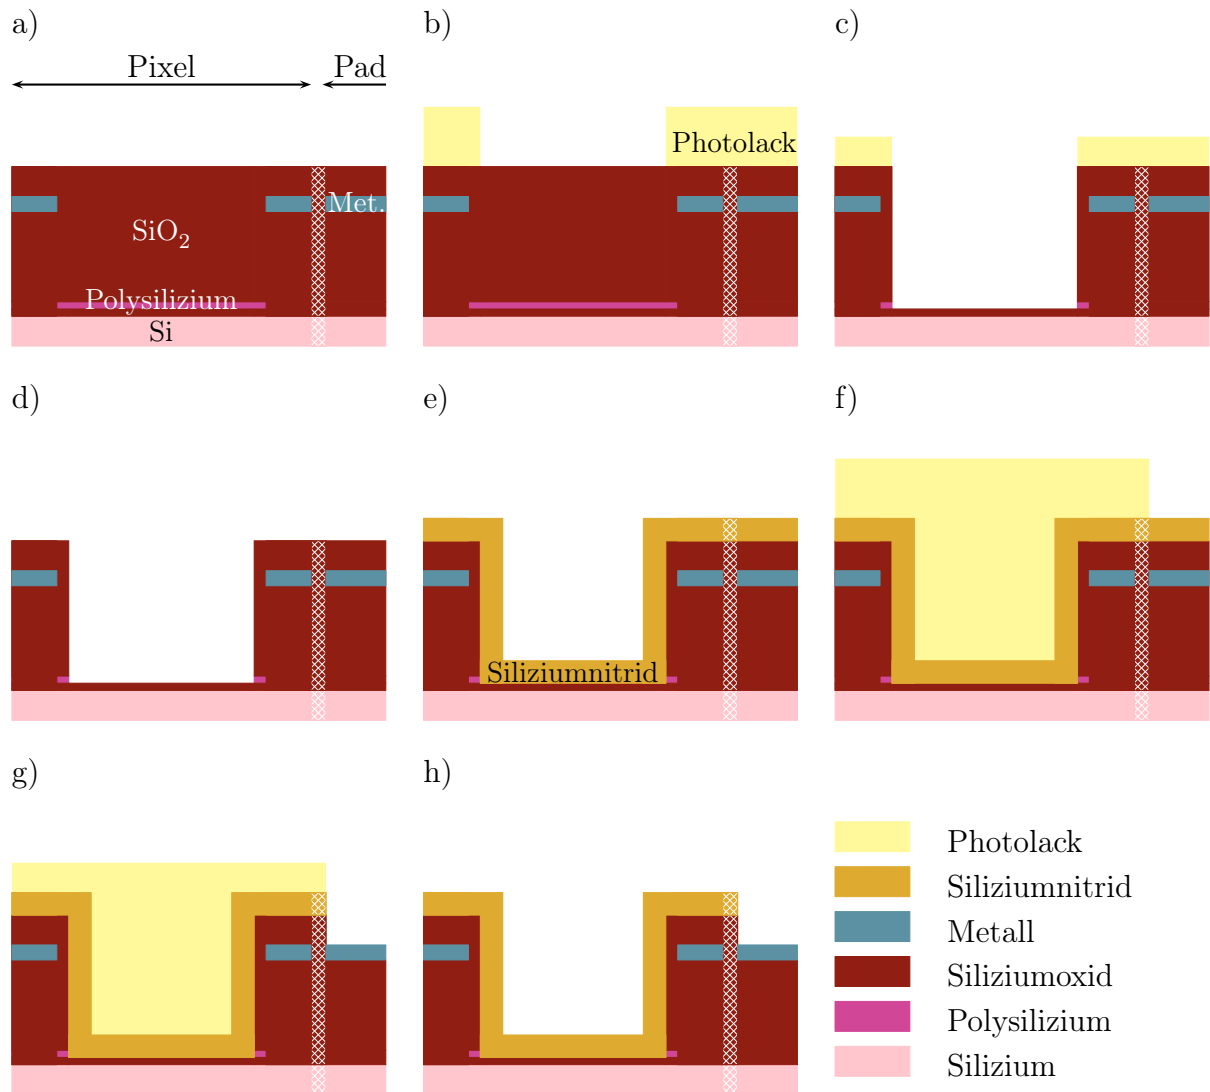 a)
b)
c)
Pixel
Pad
Photolack
Met.
SiO₂
Polysilizium
Si
d)
e)
f)
Siliziumnitrid
g)
h)
Photolack
Siliziumnitrid
Metall
Siliziumoxid
Polysilizium
Silizium